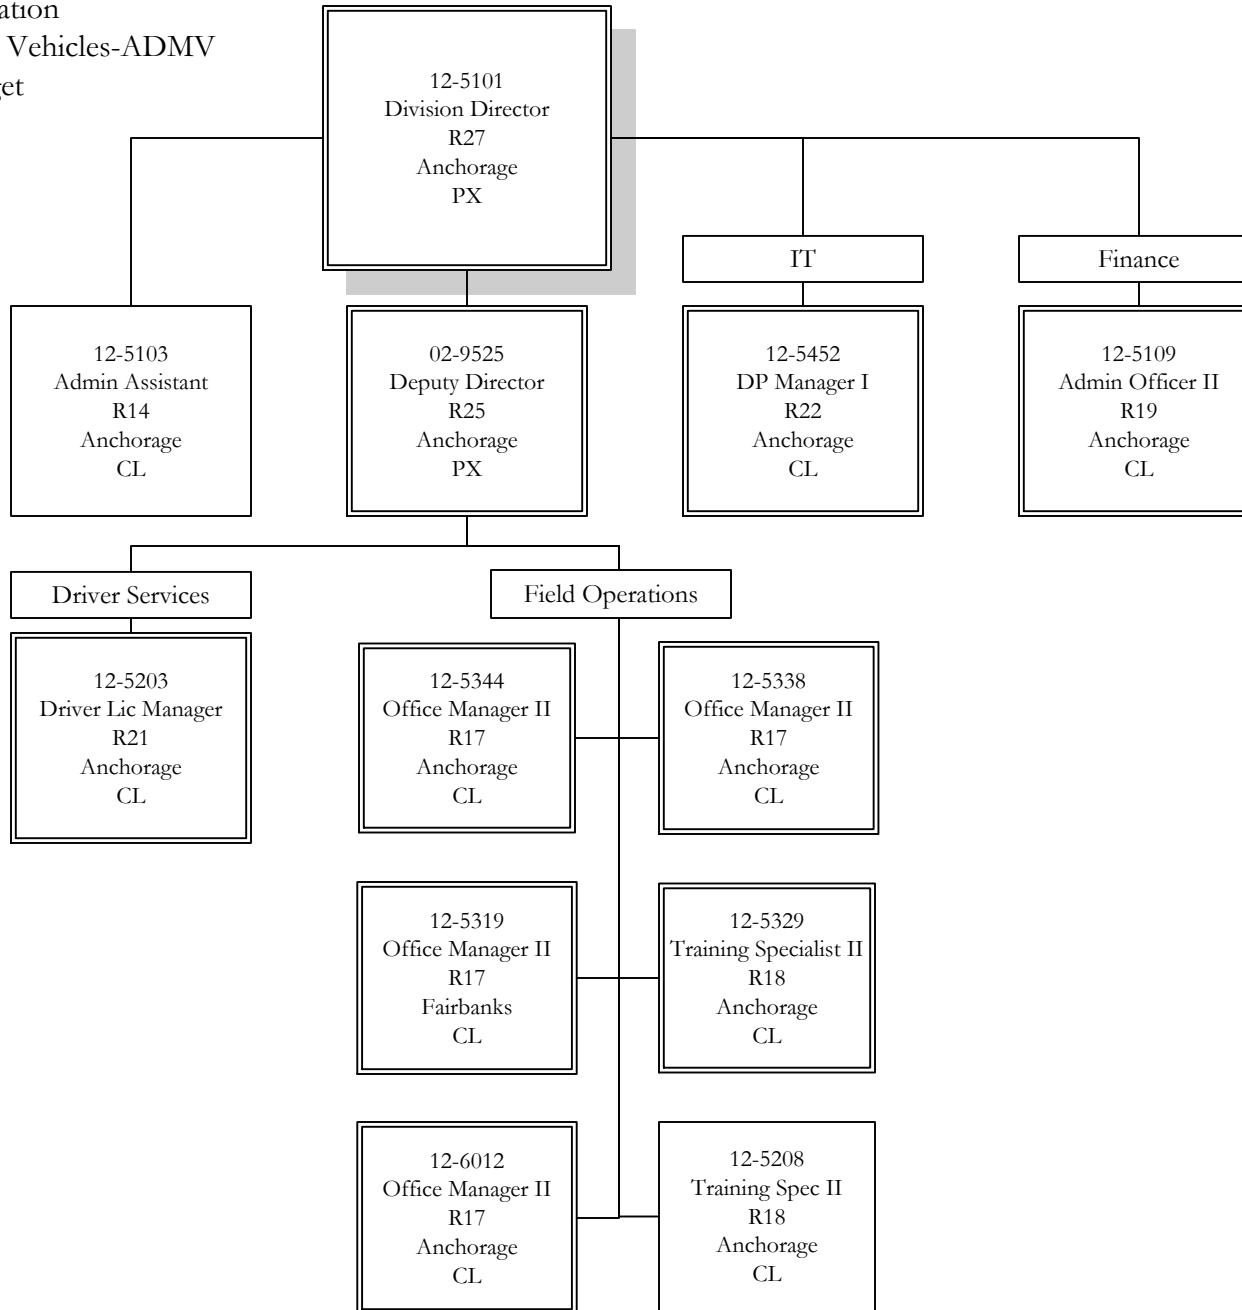 Vehicles-ADMV
12-5101
Division Director
R27
Anchorage
PX
IT
Finance
12-5103
Admin Assistant
R14
Anchorage
CL
02-9525
Deputy Director
R25
Anchorage
PX
12-5452
DP Manager I
R22
Anchorage
CL
12-5109
Admin Officer II
R19
Anchorage
CL
Driver Services
Field Operations
12-5203
Driver Lic Manager
R21
Anchorage
CL
12-5344
Office Manager II
R17
Anchorage
CL
12-5338
Office Manager II
R17
Anchorage
CL
12-5319
Office Manager II
R17
Fairbanks
CL
12-5329
Training Specialist II
R18
Anchorage
CL
12-6012
Office Manager II
R17
Anchorage
CL
12-5208
Training Spec II
R18
Anchorage
CL